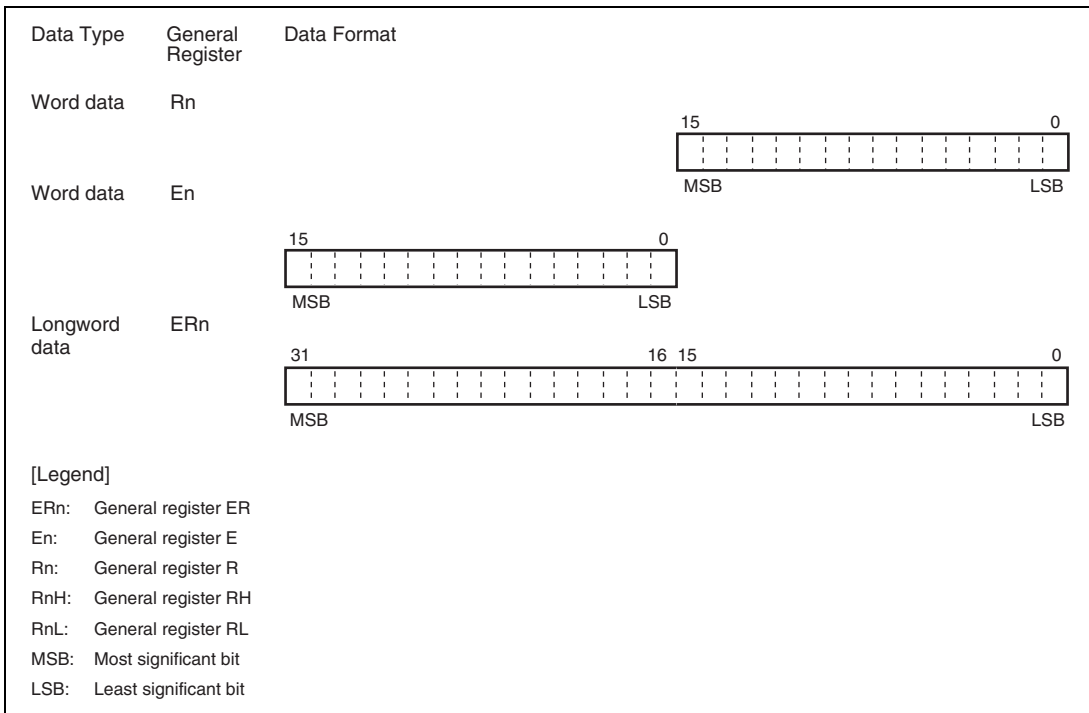 Data Type General Register Data Format
Word data Rn
15 0
MSB LSB
Word data En
15 0
MSB LSB
Longword data ERn
31 16 15 0
MSB LSB
[Legend]
ERn: General register ER
En: General register E
Rn: General register R
RnH: General register RH
RnL: General register RL
MSB: Most significant bit
LSB: Least significant bit